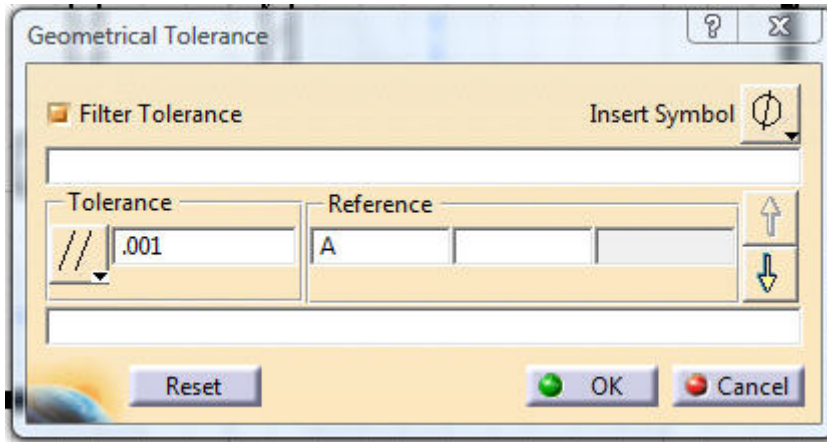 Geometrical Tolerance
Filter Tolerance Insert Symbol
Tolerance Reference
// .001 A
Reset OK Cancel